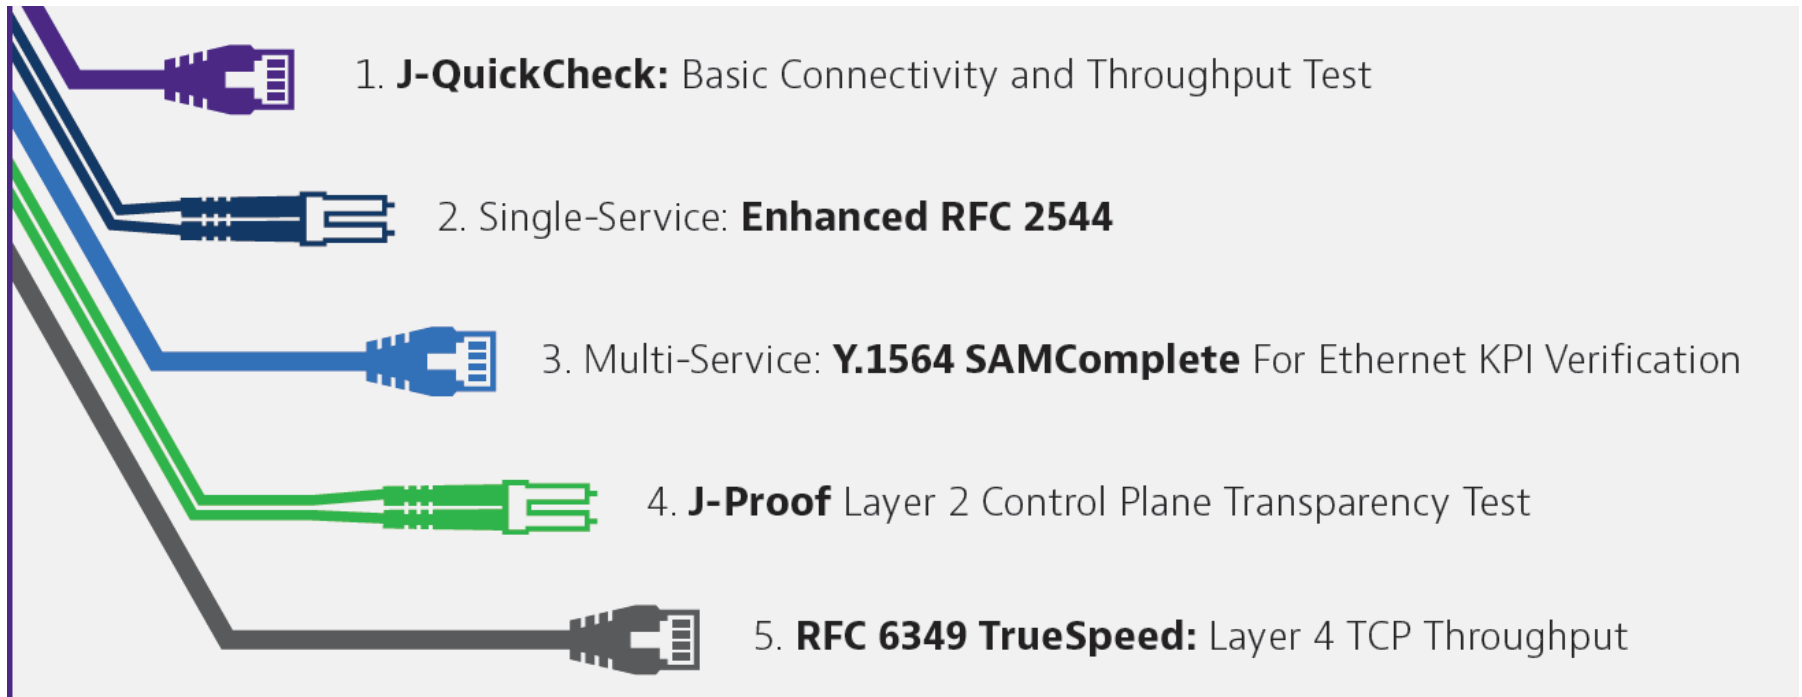 1. J-QuickCheck: Basic Connectivity and Throughput Test
2. Single-Service: Enhanced RFC 2544
3. Multi-Service: Y.1564 SAMComplete For Ethernet KPI Verification
4. J-Proof Layer 2 Control Plane Transparency Test
5. RFC 6349 TrueSpeed: Layer 4 TCP Throughput